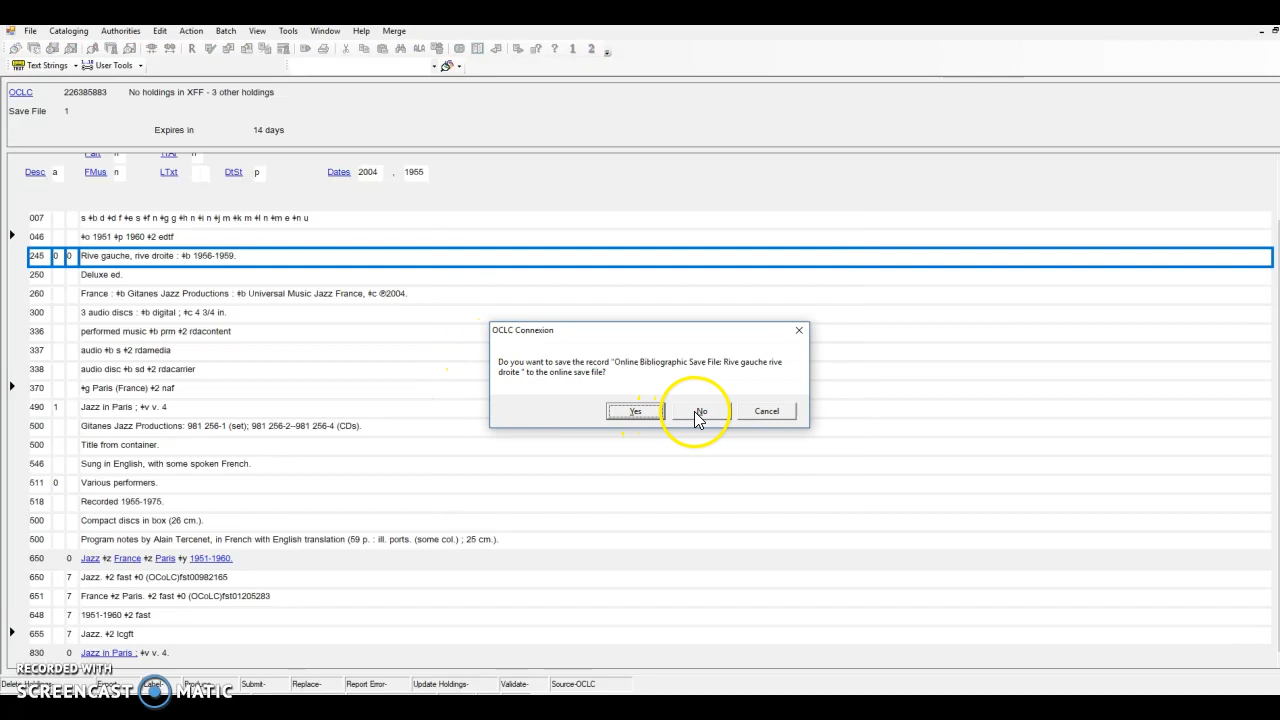 File Cataloging Authorities Edit Action Batch View Tools Window Help Merge
Text Strings User Tools
OCLC 226385883 No holdings in XFF - 3 other holdings
Save File 1
Expires in 14 days
Desc a FMus n LTxt DtSt p Dates 2004 , 1955
007 s ǂb d ǂd f ǂe s ǂf n ǂg g ǂh n ǂi n ǂj m ǂk m ǂl n ǂm e ǂn u
046 ǂo 1951 ǂp 1960 ǂ2 edtf
245 0 0 Rive gauche, rive droite : ǂb 1956-1959.
250 Deluxe ed.
260 France : ǂb Gitanes Jazz Productions : ǂb Universal Music Jazz France, ǂc ℗2004.
300 3 audio discs : ǂb digital ; ǂc 4 3/4 in.
336 performed music ǂb prm ǂ2 rdacontent
337 audio ǂb s ǂ2 rdamedia
338 audio disc ǂb sd ǂ2 rdacarrier
370 ǂg Paris (France) ǂ2 naf
490 1 Jazz in Paris ; ǂv v. 4
500 Gitanes Jazz Productions: 981 256-1 (set); 981 256-2--981 256-4 (CDs).
500 Title from container.
546 Sung in English, with some spoken French.
511 0 Various performers.
518 Recorded 1955-1975.
500 Compact discs in box (26 cm.).
500 Program notes by Alain Tercenet, in French with English translation (59 p. : ill. ports. (some col.) ; 25 cm.).
650 0 Jazz ǂz France ǂz Paris ǂy 1951-1960.
650 7 Jazz. ǂ2 fast ǂ0 (OCoLC)fst00982165
651 7 France ǂz Paris. ǂ2 fast ǂ0 (OCoLC)fst01205283
648 7 1951-1960 ǂ2 fast
655 7 Jazz. ǂ2 lcgft
830 0 Jazz in Paris ; ǂv v. 4.
OCLC Connexion
Do you want to save the record "Online Bibliographic Save File: Rive gauche rive
droite " to the online save file?
Yes No Cancel
Delete Holdings- Export- Label- Produce- Submit- Replace- Report Error- Update Holdings- Validate- Source-OCLC
RECORDED WITH
SCREENCAST MATIC